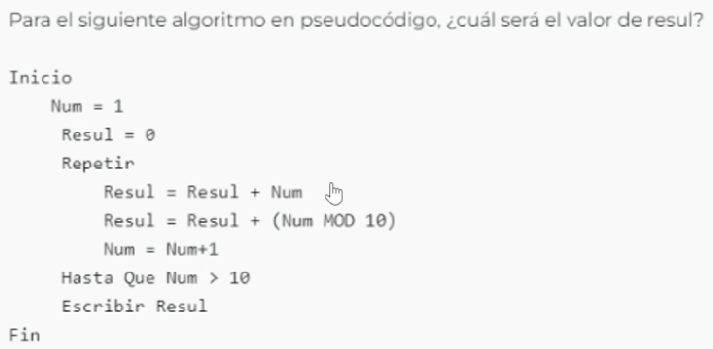 Para el siguiente algoritmo en pseudocódigo, ¿cuál será el valor de resul?
Inicio
Num = 1
Resul = 0
Repetir
Resul = Resul + Num
Resul = Resul + (Num MOD 10)
Num = Num+1
Hasta Que Num > 10
Escribir Resul
Fin